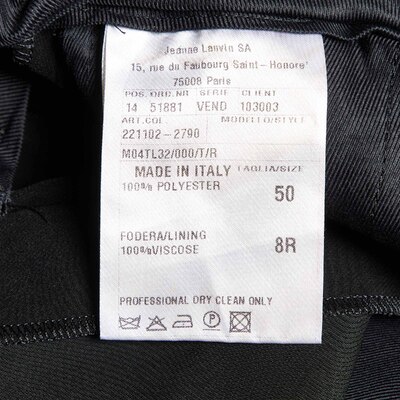 Jeanne Lanvin SA
15, rue du Faubourg Saint-Honore'
75008 Paris
POS.ORC.NR SERIE CLIENT
14 51881 VEND 103003
ART.COL MODELLO/STYLE
221102-2790
M04TL32/000/T/R
MADE IN ITALY TAGLIA/SIZE
100% POLYESTER 50
FODERA/LINING
100%VISCOSE 8R
PROFESSIONAL DRY CLEAN ONLY
P